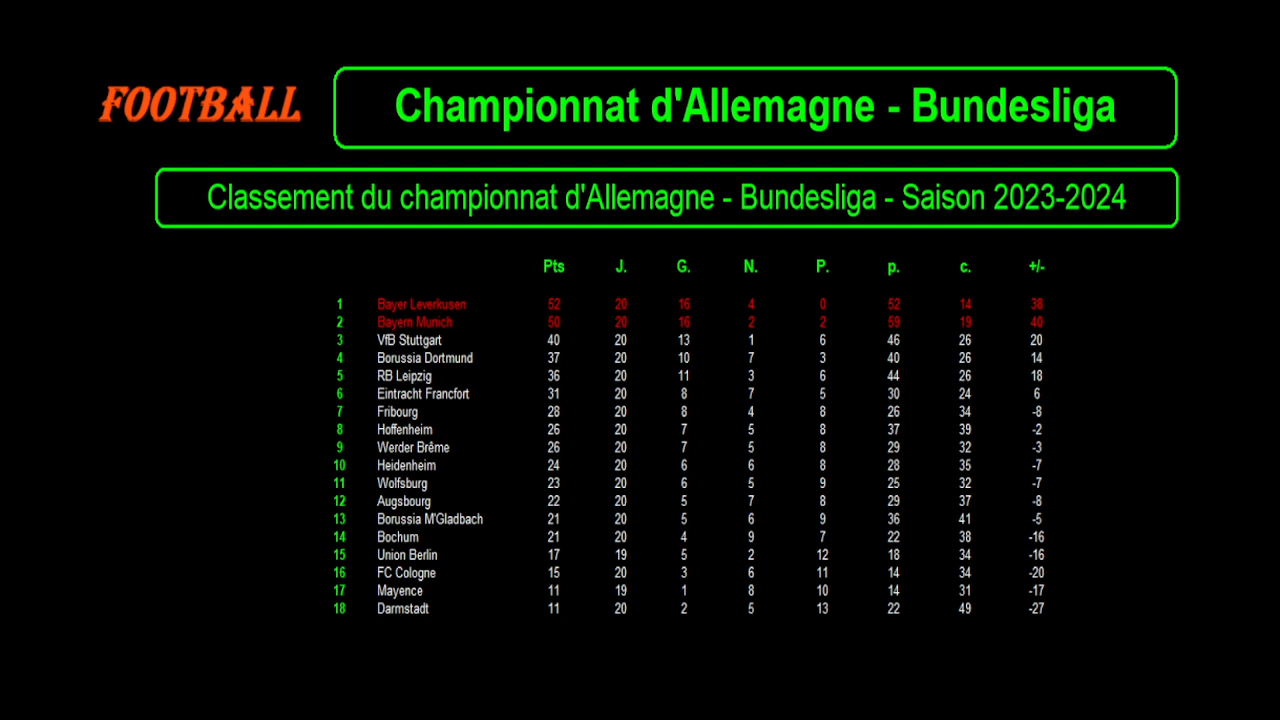 FOOTBALL
Championnat d'Allemagne - Bundesliga
Classement du championnat d'Allemagne - Bundesliga - Saison 2023-2024
Pts J. G. N. P. p. c. +/-
1 Bayer Leverkusen 52 20 16 4 0 52 14 38
2 Bayern Munich 50 20 16 2 2 59 19 40
3 VfB Stuttgart 40 20 13 1 6 46 26 20
4 Borussia Dortmund 37 20 10 7 3 40 26 14
5 RB Leipzig 36 20 11 3 6 44 26 18
6 Eintracht Francfort 31 20 8 7 5 30 24 6
7 Fribourg 28 20 8 4 8 26 34 -8
8 Hoffenheim 26 20 7 5 8 37 39 -2
9 Werder Brême 26 20 7 5 8 29 32 -3
10 Heidenheim 24 20 6 6 8 28 35 -7
11 Wolfsburg 23 20 6 5 9 25 32 -7
12 Augsbourg 22 20 5 7 8 29 37 -8
13 Borussia M'Gladbach 21 20 5 6 9 36 41 -5
14 Bochum 21 20 4 9 7 22 38 -16
15 Union Berlin 17 19 5 2 12 18 34 -16
16 FC Cologne 15 20 3 6 11 14 34 -20
17 Mayence 11 19 1 8 10 14 31 -17
18 Darmstadt 11 20 2 5 13 22 49 -27